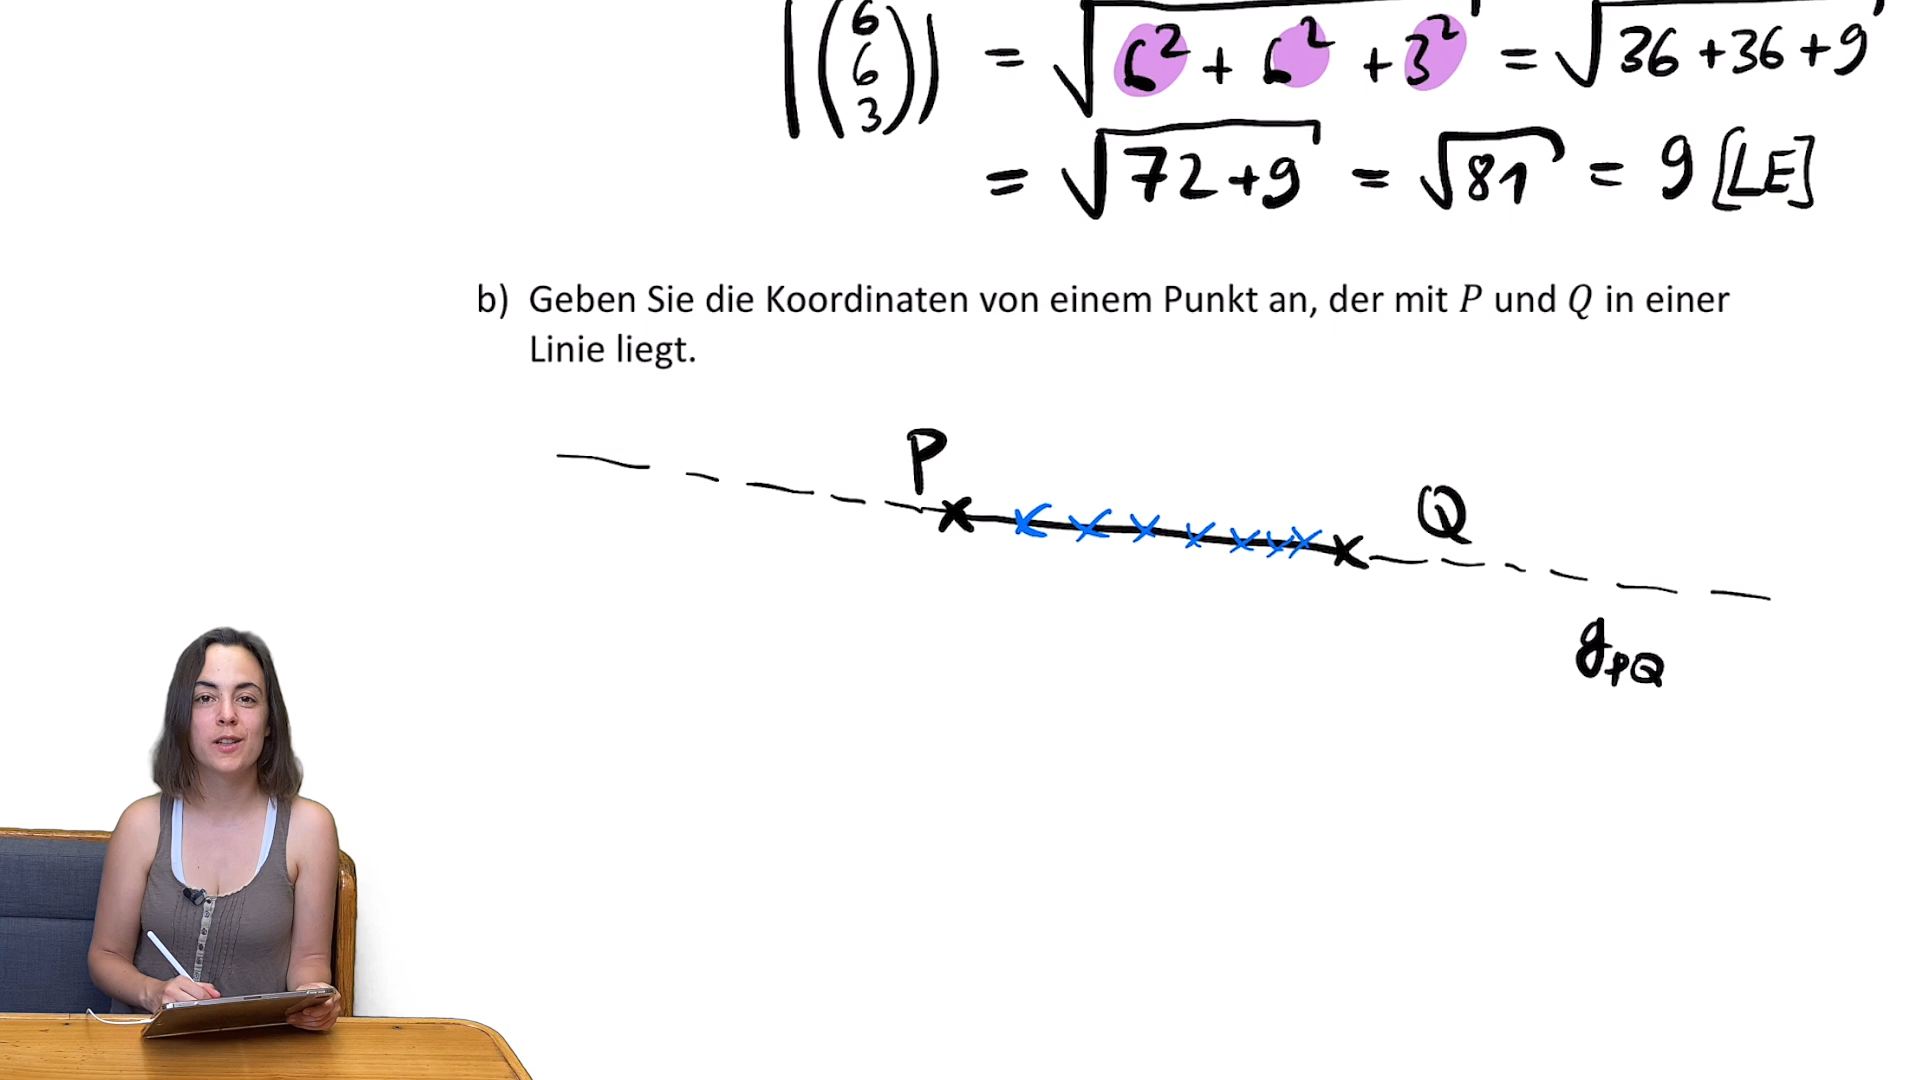 |(6 6 3)| = √(6² + 6² + 3²) = √(36 + 36 + 9)
= √(72 + 9) = √81 = 9 [LE]
b) Geben Sie die Koordinaten von einem Punkt an, der mit P und Q in einer
Linie liegt.
P
Q
g_PQ